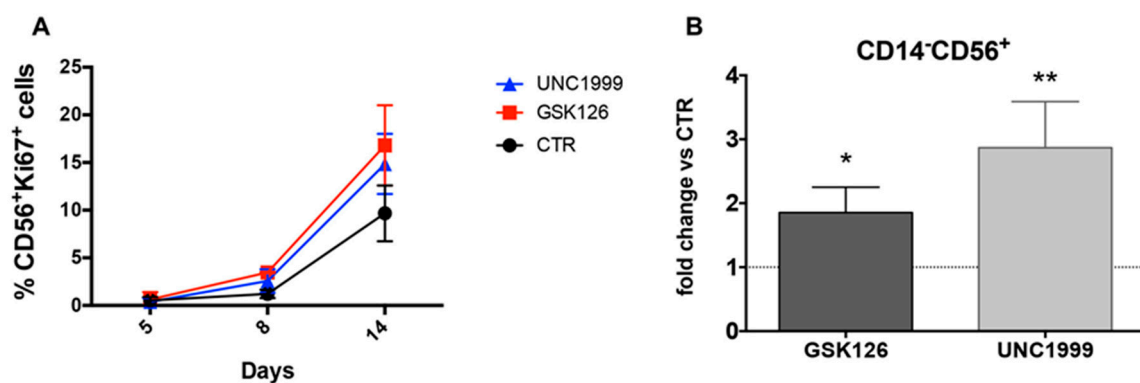 A
% CD56⁺Ki67⁺ cells
25
20
15
10
5
0
5
8
14
Days
UNC1999
GSK126
CTR
B
CD14⁻CD56⁺
fold change vs CTR
4
3
2
1
0
*
**
GSK126
UNC1999